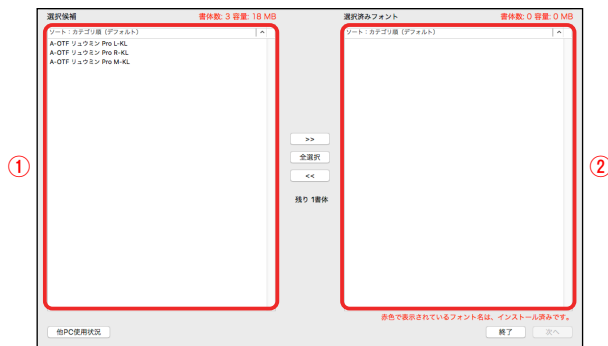 選択候補
書体数: 3 容量: 18 MB
ソート：カテゴリ順（デフォルト）
A-OTF リュウミン Pro L-KL
A-OTF リュウミン Pro R-KL
A-OTF リュウミン Pro M-KL
①
>>
全選択
<<
残り 1書体
選択済みフォント
書体数: 0 容量: 0 MB
ソート：カテゴリ順（デフォルト）
②
赤色で表示されているフォント名は、インストール済みです。
他PC使用状況
終了
次へ